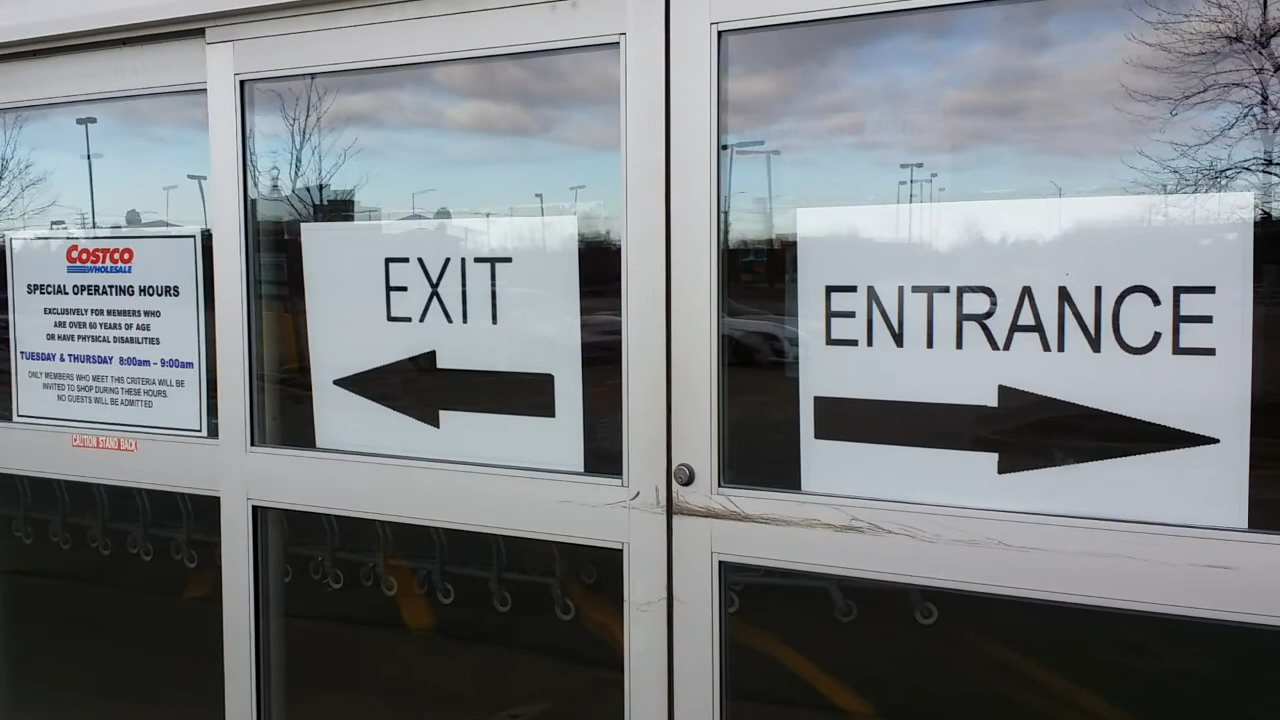 COSTCO
WHOLESALE
SPECIAL OPERATING HOURS
EXCLUSIVELY FOR MEMBERS WHO
ARE OVER 60 YEARS OF AGE
OR HAVE PHYSICAL DISABILITIES
TUESDAY & THURSDAY 8:00am – 9:00am
ONLY MEMBERS WHO MEET THIS CRITERIA WILL BE
INVITED TO SHOP DURING THESE HOURS.
NO GUESTS WILL BE ADMITTED
CAUTION STAND BACK
EXIT
ENTRANCE